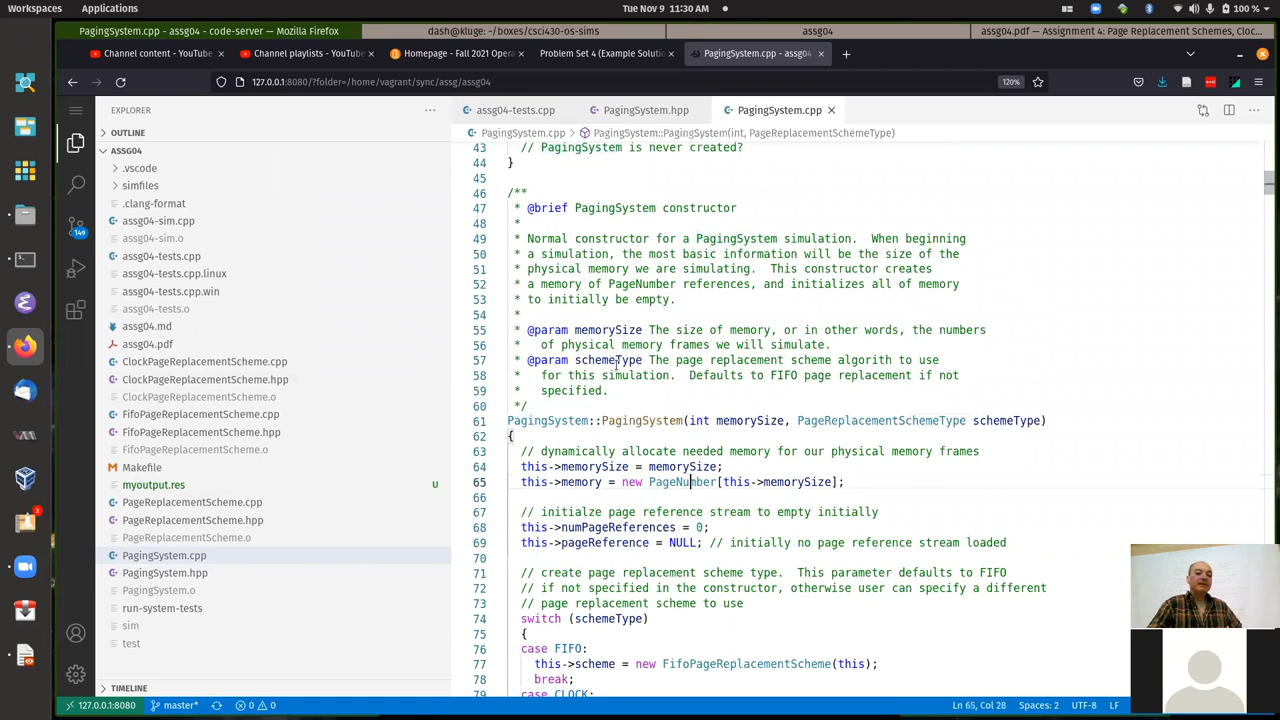 Workspaces
Applications
Tue Nov 9 11:30 AM
100 %
PagingSystem.cpp - assg04 - code-server — Mozilla Firefox
dash@kluge: ~/boxes/csci430-os-sims
assg04
assg04.pdf — Assignment 4: Page Replacement Schemes, Cloc…
Channel content - YouTube
Channel playlists - YouTube
Homepage - Fall 2021 Opera
Problem Set 4 (Example Solutio
PagingSystem.cpp - assg04
127.0.0.1:8080/?folder=/home/vagrant/sync/assg/assg04
120%
EXPLORER
OUTLINE
ASSG04
.vscode
simfiles
.clang-format
assg04-sim.cpp
assg04-sim.o
assg04-tests.cpp
assg04-tests.cpp.linux
assg04-tests.cpp.win
assg04-tests.o
assg04.md
assg04.pdf
ClockPageReplacementScheme.cpp
ClockPageReplacementScheme.hpp
ClockPageReplacementScheme.o
FifoPageReplacementScheme.cpp
FifoPageReplacementScheme.hpp
FifoPageReplacementScheme.o
Makefile
myoutput.res U
PageReplacementScheme.cpp
PageReplacementScheme.hpp
PageReplacementScheme.o
PagingSystem.cpp
PagingSystem.hpp
PagingSystem.o
run-system-tests
sim
test
TIMELINE
149
assg04-tests.cpp
PagingSystem.hpp
PagingSystem.cpp
PagingSystem.cpp > PagingSystem::PagingSystem(int, PageReplacementSchemeType)
43 // PagingSystem is never created?
44 }
45
46 /**
47 * @brief PagingSystem constructor
48 *
49 * Normal constructor for a PagingSystem simulation. When beginning
50 * a simulation, the most basic information will be the size of the
51 * physical memory we are simulating. This constructor creates
52 * a memory of PageNumber references, and initializes all of memory
53 * to initially be empty.
54 *
55 * @param memorySize The size of memory, or in other words, the numbers
56 * of physical memory frames we will simulate.
57 * @param schemeType The page replacement scheme algorith to use
58 * for this simulation. Defaults to FIFO page replacement if not
59 * specified.
60 */
61 PagingSystem::PagingSystem(int memorySize, PageReplacementSchemeType schemeType)
62 {
63 // dynamically allocate needed memory for our physical memory frames
64 this->memorySize = memorySize;
65 this->memory = new PageNumber[this->memorySize];
66
67 // initialze page reference stream to empty initially
68 this->numPageReferences = 0;
69 this->pageReference = NULL; // initially no page reference stream loaded
70
71 // create page replacement scheme type. This parameter defaults to FIFO
72 // if not specified in the constructor, otherwise user can specify a different
73 // page replacement scheme to use
74 switch (schemeType)
75 {
76 case FIFO:
77 this->scheme = new FifoPageReplacementScheme(this);
78 break;
79 case CLOCK:
127.0.0.1:8080
master*
0
0
Ln 65, Col 28
Spaces: 2
UTF-8
LF